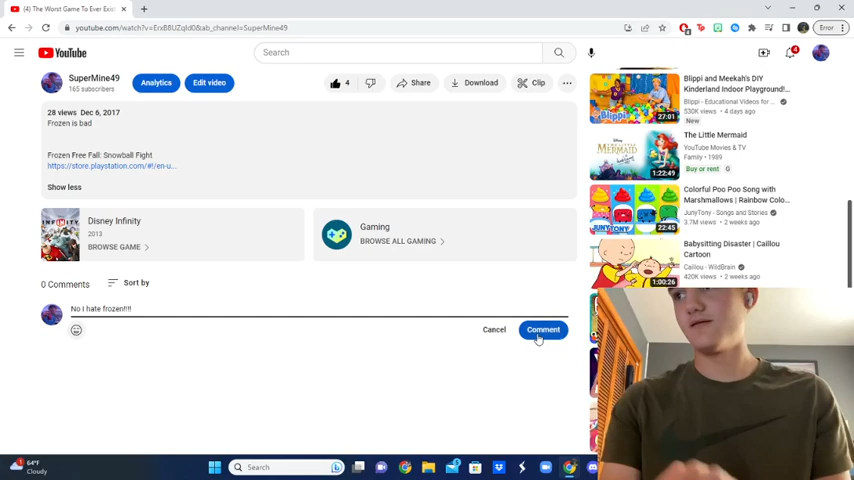 (4) The Worst Game To Ever Exis
Error
youtube.com/watch?v=ErxB8UZqId0&ab_channel=SuperMine49
YouTube
Search
4
SuperMine49
165 subscribers
Analytics
Edit video
4
Share
Download
Clip
28 views Dec 6, 2017
Frozen is bad
Frozen Free Fall: Snowball Fight
https://store.playstation.com/#!/en-u...
Show less
Disney Infinity
2013
BROWSE GAME
Gaming
BROWSE ALL GAMING
0 Comments
Sort by
No I hate frozen!!!!
Cancel
Comment
Blippi and Meekah's DIY
Kinderland Indoor Playground!...
Blippi - Educational Videos for ...
530K views • 4 days ago
New
27:01
The Little Mermaid
YouTube Movies & TV
Family • 1989
Buy or rent G
1:22:49
Colorful Poo Poo Song with
Marshmallows | Rainbow Colo...
JunyTony - Songs and Stories
3.7M views • 2 weeks ago
22:45
Babysitting Disaster | Caillou
Cartoon
Caillou - WildBrain
420K views • 2 weeks ago
1:00:26
64°F
Cloudy
Search